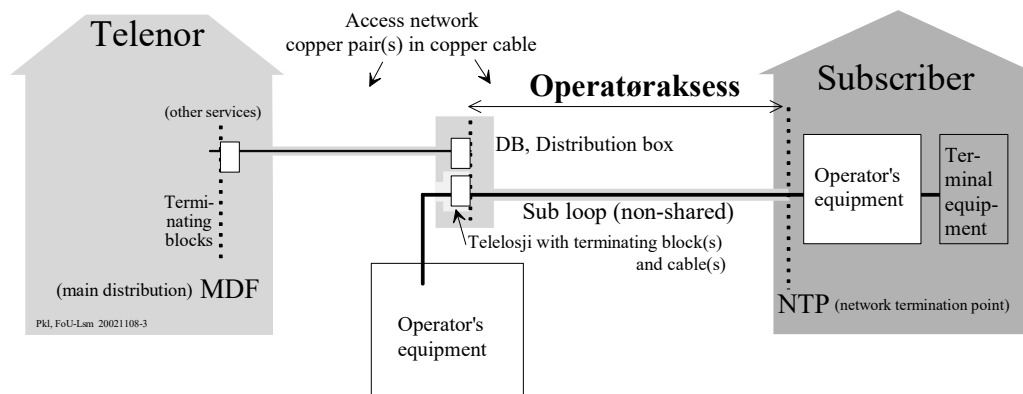 Telenor
Access network
copper pair(s) in copper cable
Operatøraksess
Subscriber
(other services)
DB, Distribution box
Operator's
equipment
Ter-
minal
equip-
ment
Termi-
nating
blocks
Sub loop (non-shared)
Telelosji with terminating block(s)
and cable(s)
(main distribution) MDF
NTP (network termination point)
Pkl, FoU-Lsm 20021108-3
Operator's
equipment